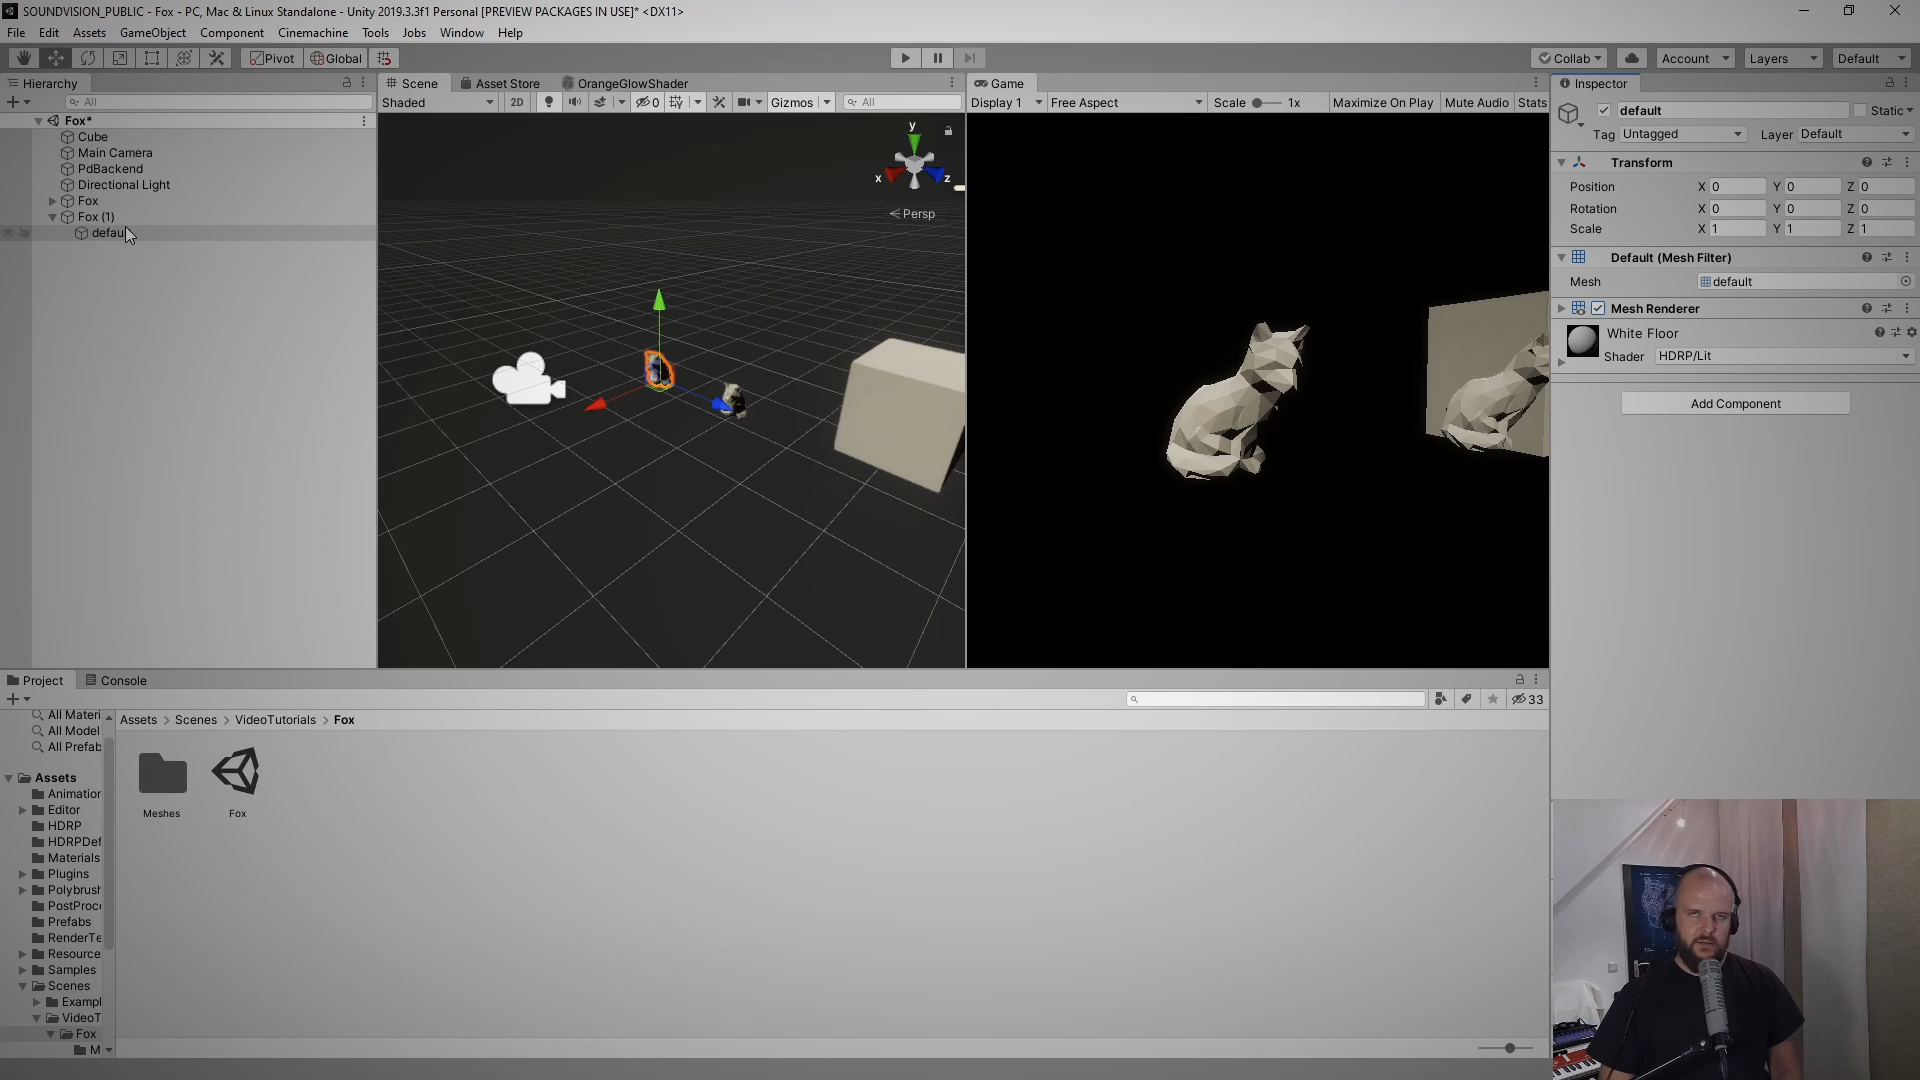 SOUNDVISION_PUBLIC - Fox - PC, Mac & Linux Standalone - Unity 2019.3.3f1 Personal [PREVIEW PACKAGES IN USE]* <DX11>
File Edit Assets GameObject Component Cinemachine Tools Jobs Window Help
Pivot Global Collab Account Layers Default
Hierarchy Scene Asset Store OrangeGlowShader Game Inspector
All Shaded 2D 0 Gizmos All Display 1 Free Aspect Scale 1x Maximize On Play Mute Audio Stats default Static
Fox*
Cube
Main Camera
PdBackend
Directional Light
Fox
Fox (1)
defau
y
x
z
Persp
Tag Untagged Layer Default
Transform
Position X 0 Y 0 Z 0
Rotation X 0 Y 0 Z 0
Scale X 1 Y 1 Z 1
Default (Mesh Filter)
Mesh default
Mesh Renderer
White Floor
Shader HDRP/Lit
Add Component
Project Console
33
All Materi
All Model
All Prefab
Assets
Animation
Editor
HDRP
HDRPDef
Materials
Plugins
Polybrush
PostProce
Prefabs
RenderTe
Resource
Samples
Scenes
Exampl
VideoT
Fox
M
Assets > Scenes > VideoTutorials > Fox
Meshes Fox